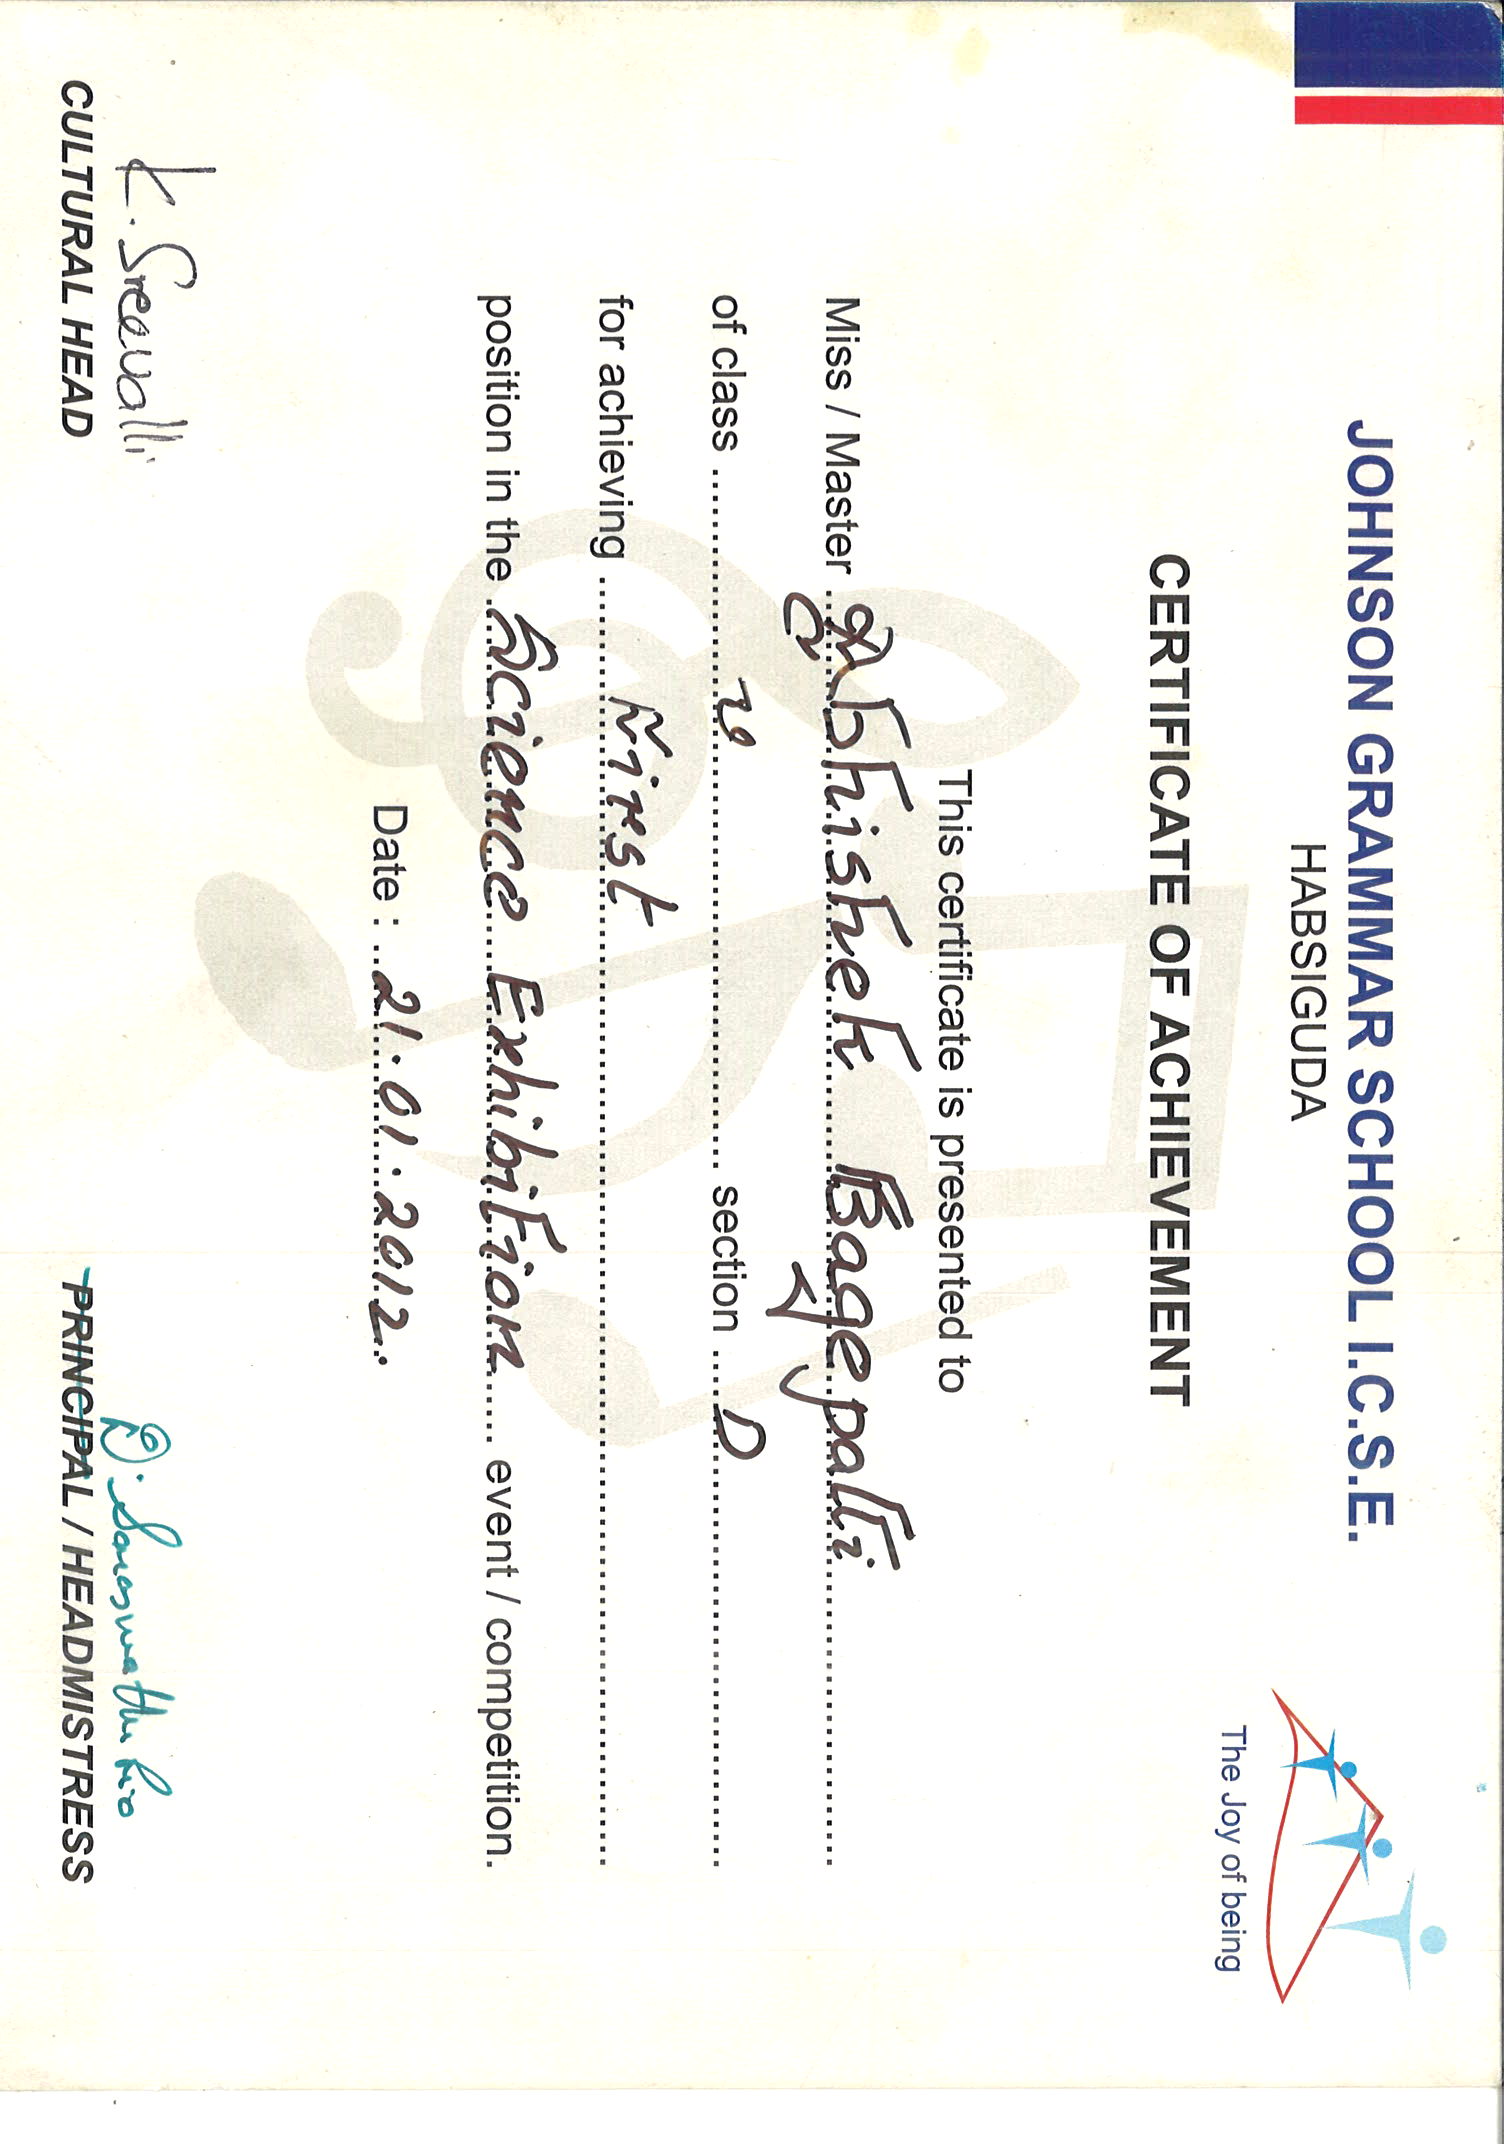 JOHNSON GRAMMAR SCHOOL I.C.S.E.
HABSIGUDA
The Joy of being
CERTIFICATE OF ACHIEVEMENT
This certificate is presented to
Miss / Master Abhishek Bagepalli
of class V section D
for achieving First
position in the Science Exhibition event / competition.
Date : 21.01.2012.
K. Sreevalli
CULTURAL HEAD
D. Saraswathi
PRINCIPAL / HEADMISTRESS